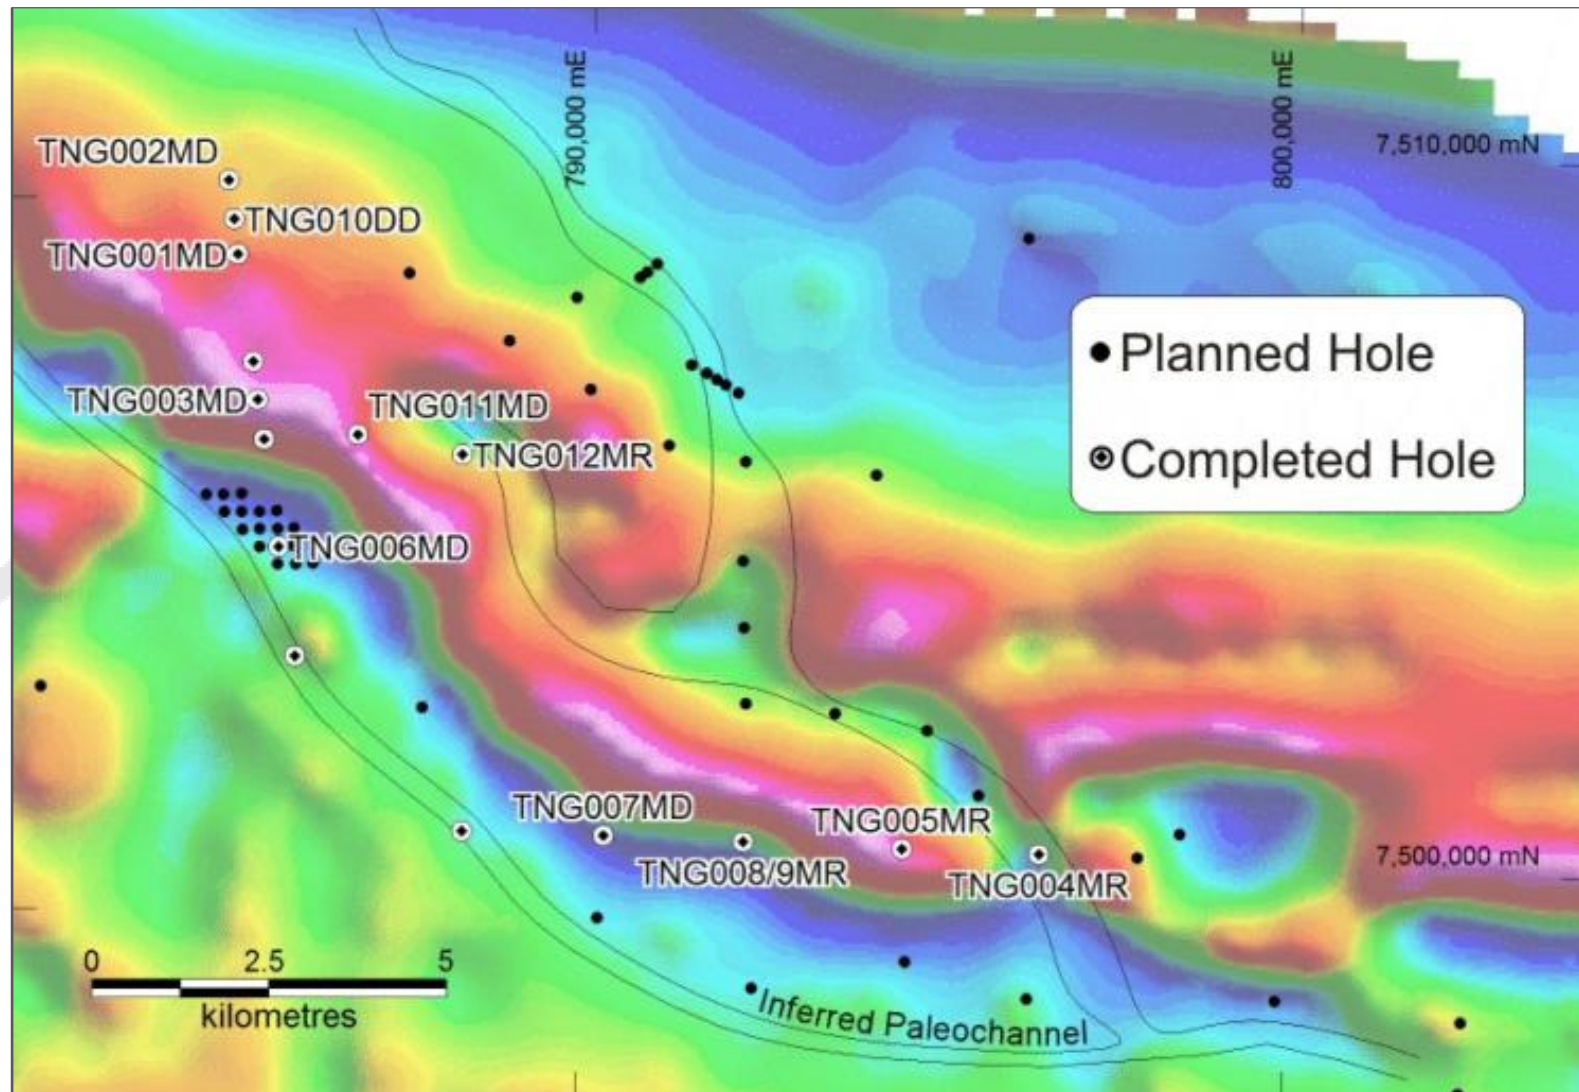 790,000 mE
800,000 mE
7,510,000 mN
TNG002MD
TNG010DD
TNG001MD
Planned Hole
TNG003MD
TNG011MD
TNG012MR
Completed Hole
TNG006MD
TNG007MD
TNG005MR
7,500,000 mN
TNG008/9MR
TNG004MR
0 2.5 5
kilometres
Inferred Paleochannel